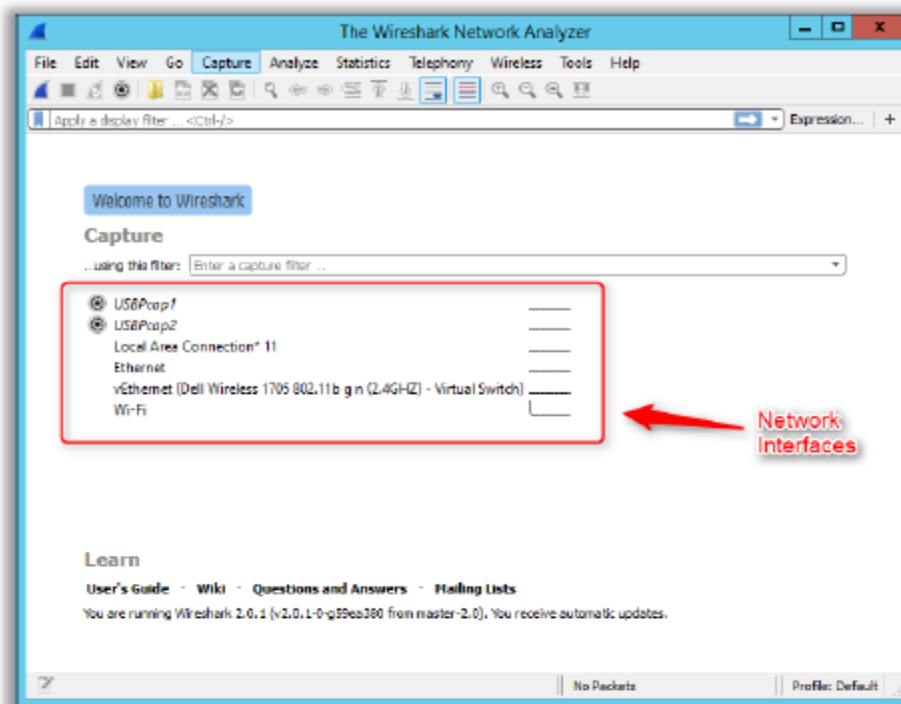 The Wireshark Network Analyzer
File Edit View Go Capture Analyze Statistics Telephony Wireless Tools Help
Apply a display filter ... <Ctrl-/>
Expression... +
Welcome to Wireshark
Capture
...using this filter: Enter a capture filter ...
USBPcap1
USBPcap2
Local Area Connection* 11
Ethernet
vEthernet (Dell Wireless 1705 802.11b g n (2.4GHZ) - Virtual Switch)
Wi-Fi
Network
Interfaces
Learn
User's Guide · Wiki · Questions and Answers · Mailing Lists
You are running Wireshark 2.0.1 (v2.0.1-0-g59ea380 from master-2.0). You receive automatic updates.
No Packets
Profile: Default